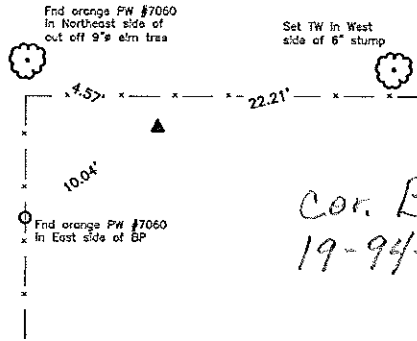 Fnd orange PW #7060
in Northeast side of
cut off 9"ø elm tree
Set TW in West
side of 6" stump
4.57'
22.21'
10.04'
Fnd orange PW #7060
in East side of BP
Cor.
19-94-